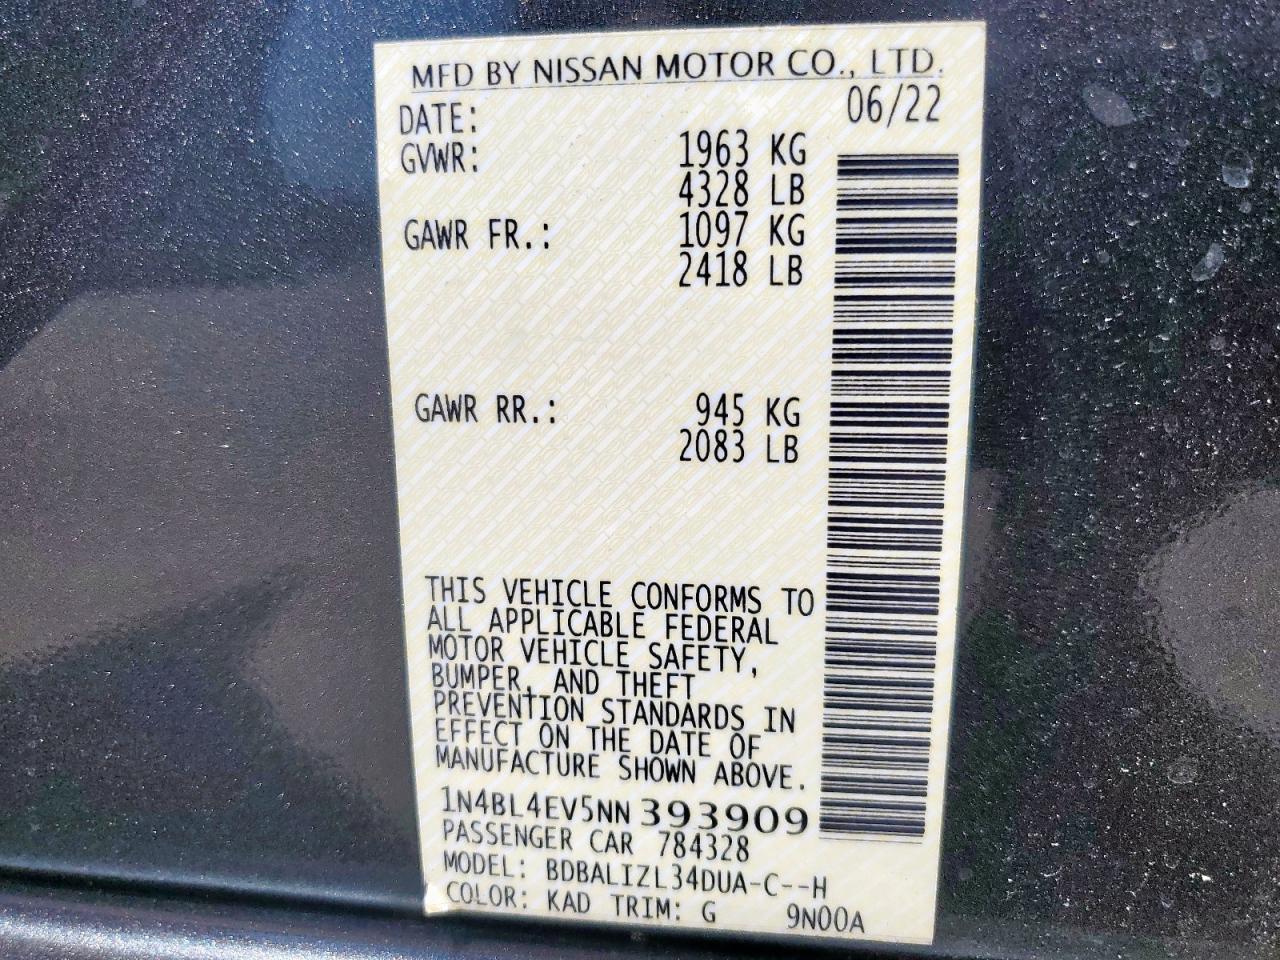 MFD BY NISSAN MOTOR CO., LTD.
DATE: 06/22
GVWR: 1963 KG
4328 LB
GAWR FR.: 1097 KG
2418 LB
GAWR RR.: 945 KG
2083 LB
THIS VEHICLE CONFORMS TO
ALL APPLICABLE FEDERAL
MOTOR VEHICLE SAFETY,
BUMPER, AND THEFT
PREVENTION STANDARDS IN
EFFECT ON THE DATE OF
MANUFACTURE SHOWN ABOVE.
1N4BL4EV5NN393909
PASSENGER CAR 784328
MODEL: BDBALIZL34DUA-C--H
COLOR: KAD TRIM: G 9N00A